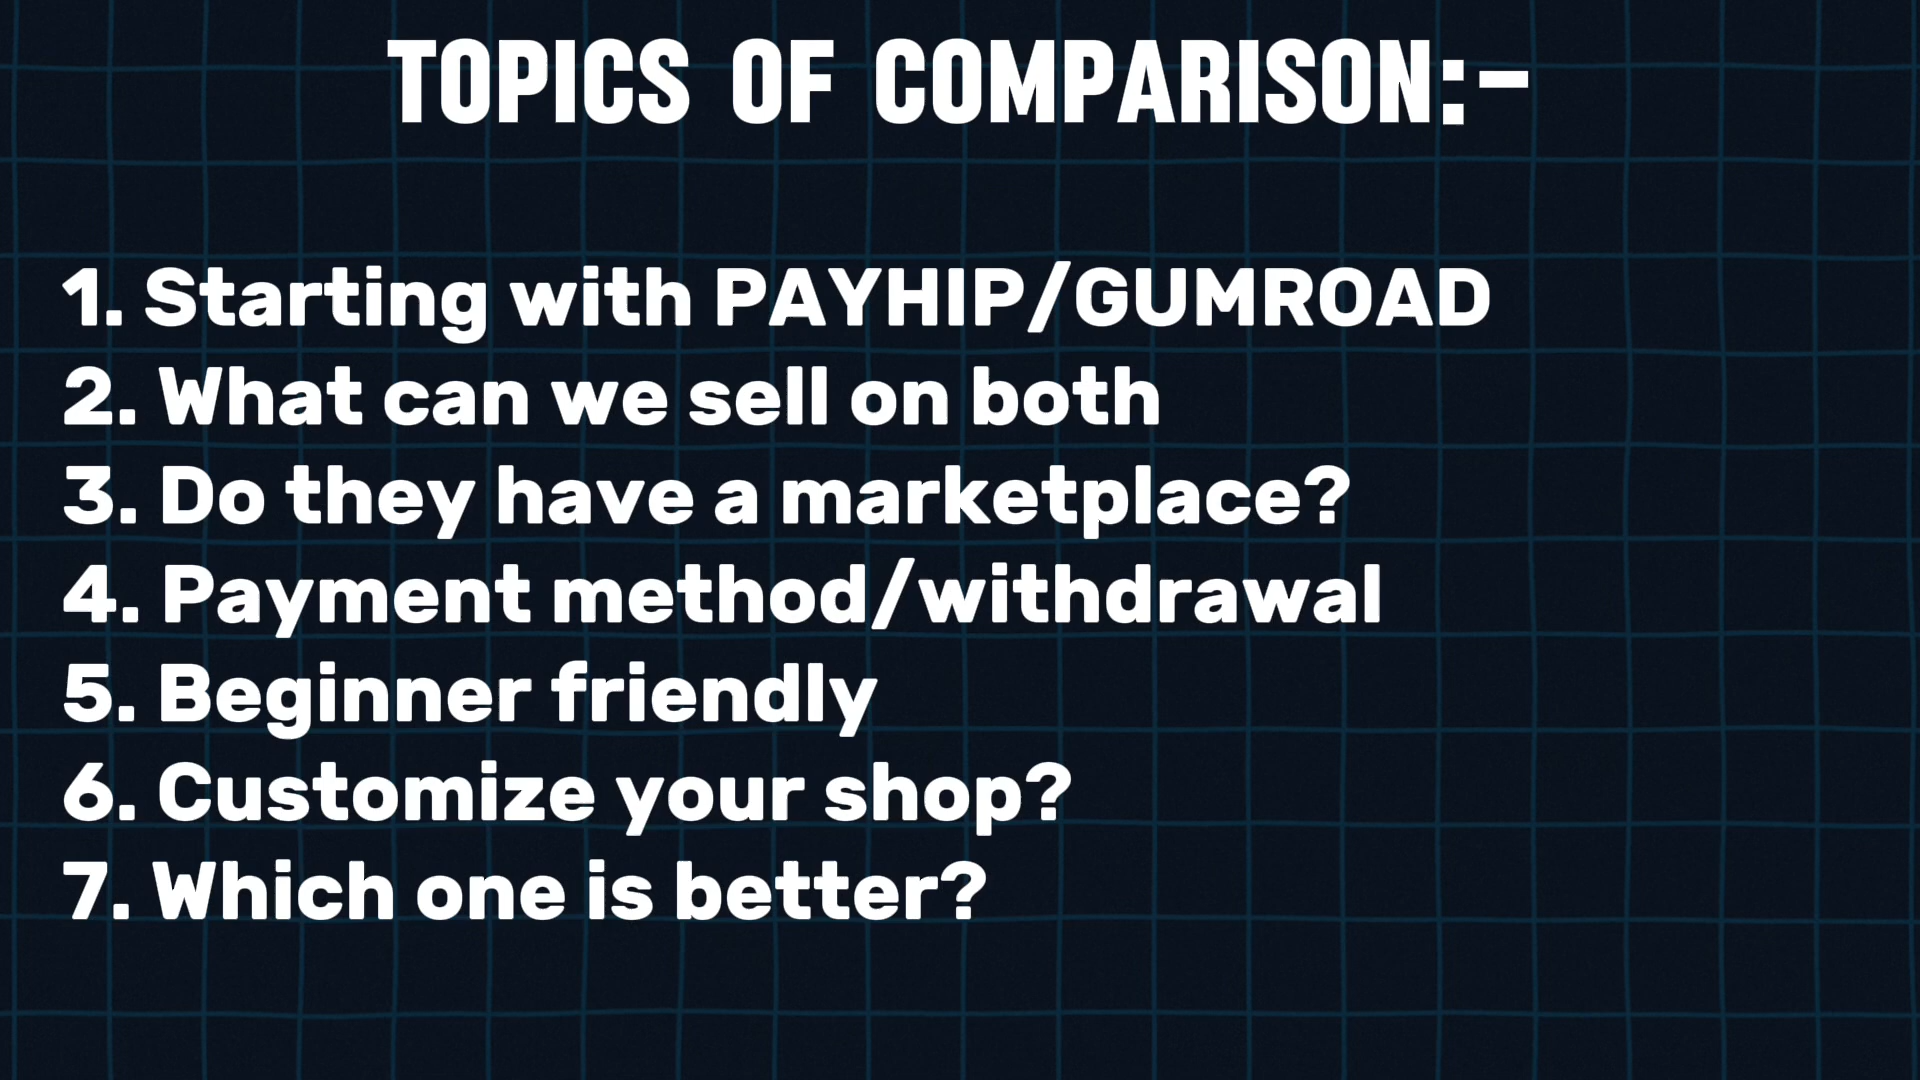 TOPICS OF COMPARISON:-
1. Starting with PAYHIP/GUMROAD
2. What can we sell on both
3. Do they have a marketplace?
4. Payment method/withdrawal
5. Beginner friendly
6. Customize your shop?
7. Which one is better?